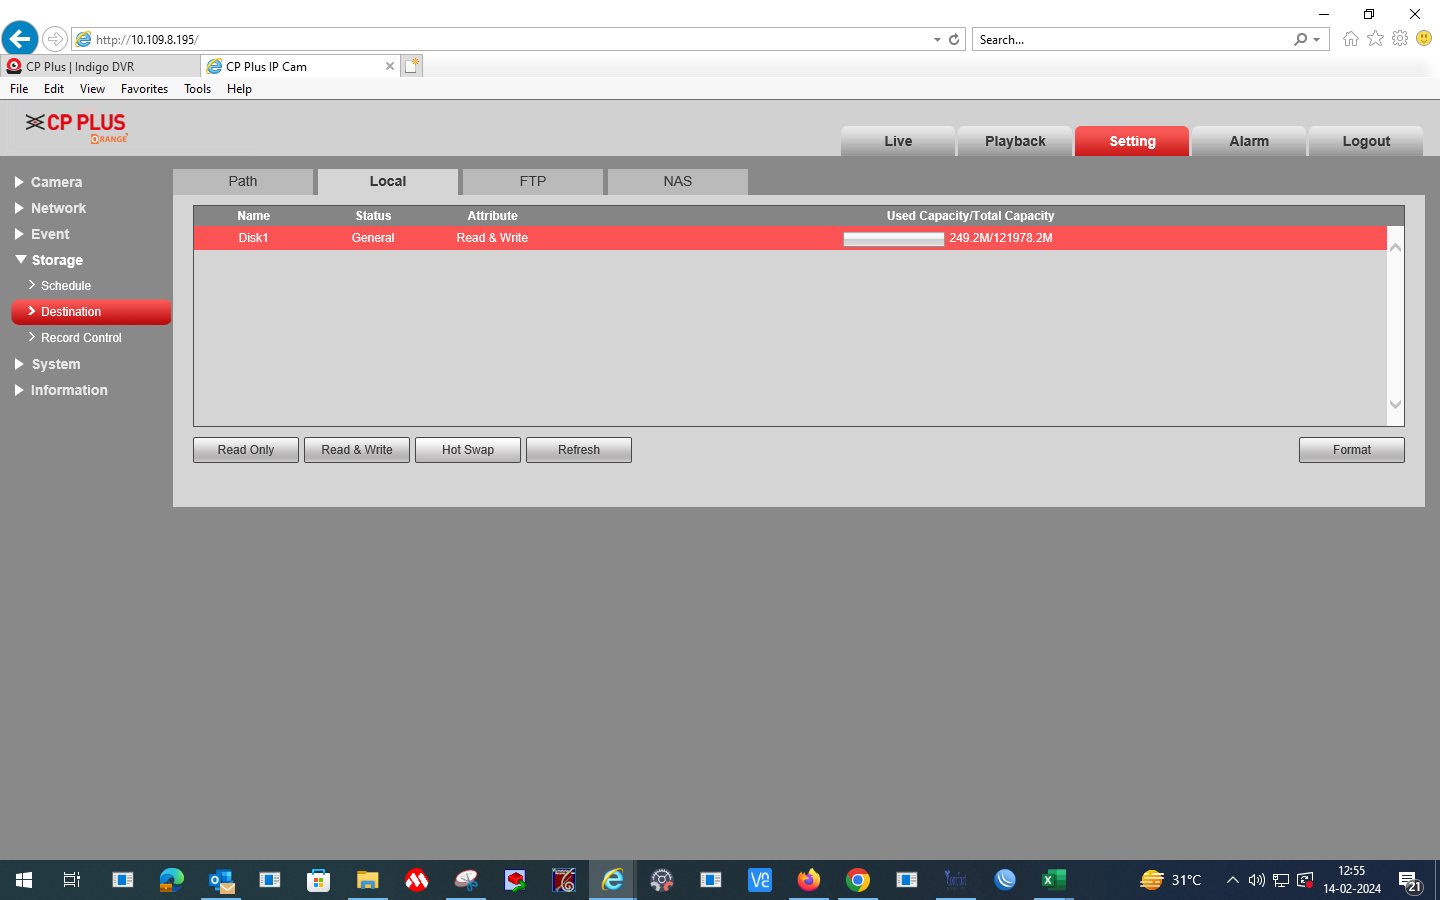 http://10.109.8.195/
Search...
CP Plus | Indigo DVR
CP Plus IP Cam
File Edit View Favorites Tools Help
CP PLUS
ORANGE
Live Playback Setting Alarm Logout
Camera
Network
Event
Storage
Schedule
Destination
Record Control
System
Information
Path Local FTP NAS
Name Status Attribute Used Capacity/Total Capacity
Disk1 General Read & Write 249.2M/121978.2M
Read Only Read & Write Hot Swap Refresh Format
31°C
12:55
14-02-2024
21